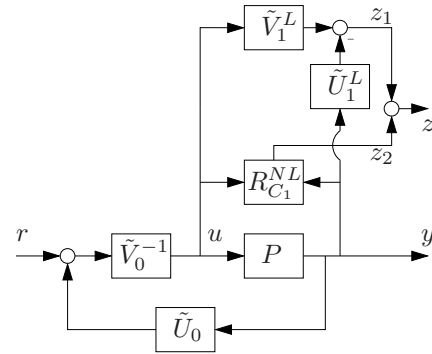 Ṽ₁ᴸ
z₁
-
Ũ₁ᴸ
z
z₂
R_{C₁}^{NL}
r
Ṽ₀⁻¹
u
P
y
Ũ₀